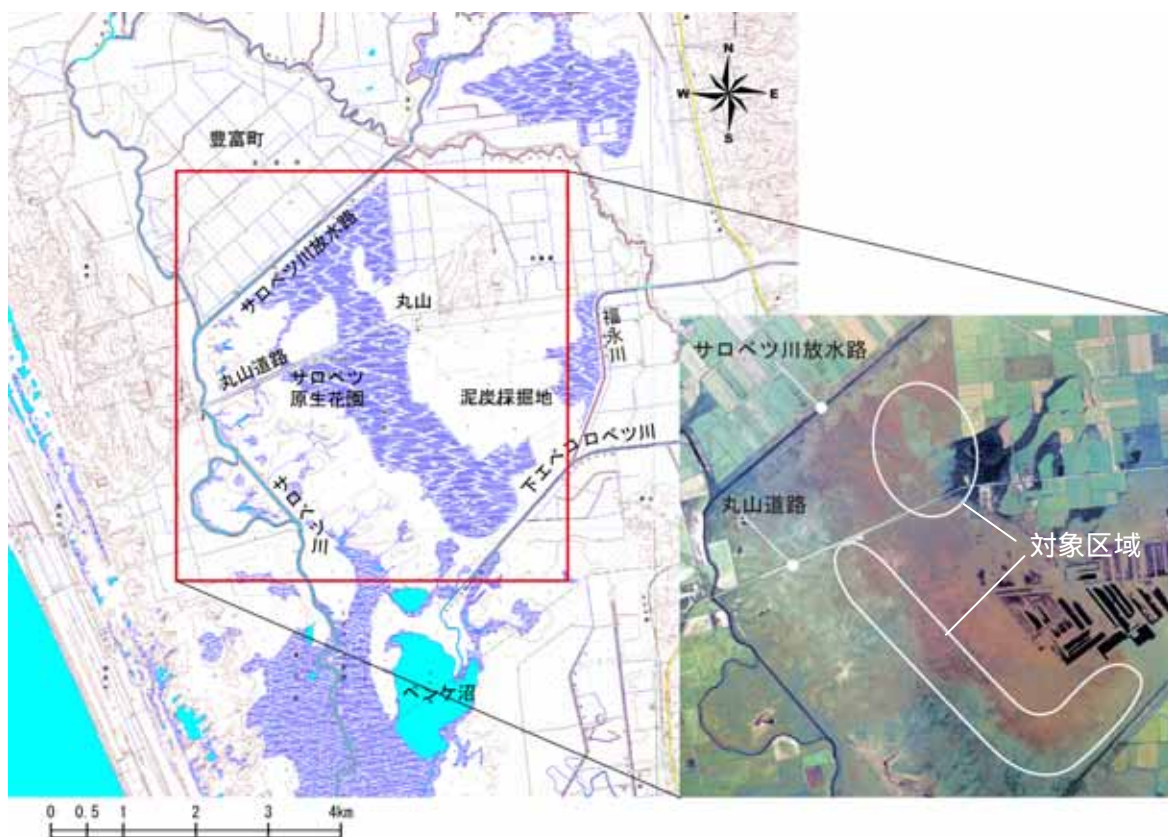 N
W
E
S
豊富町
サロベツ川放水路
丸山
丸山道路
サロベツ
原生花園
泥炭採掘地
福永川
下エベコロベツ川
サロベツ川
ペンケ沼
サロベツ川放水路
丸山道路
対象区域
0 0.5 1 2 3 4km